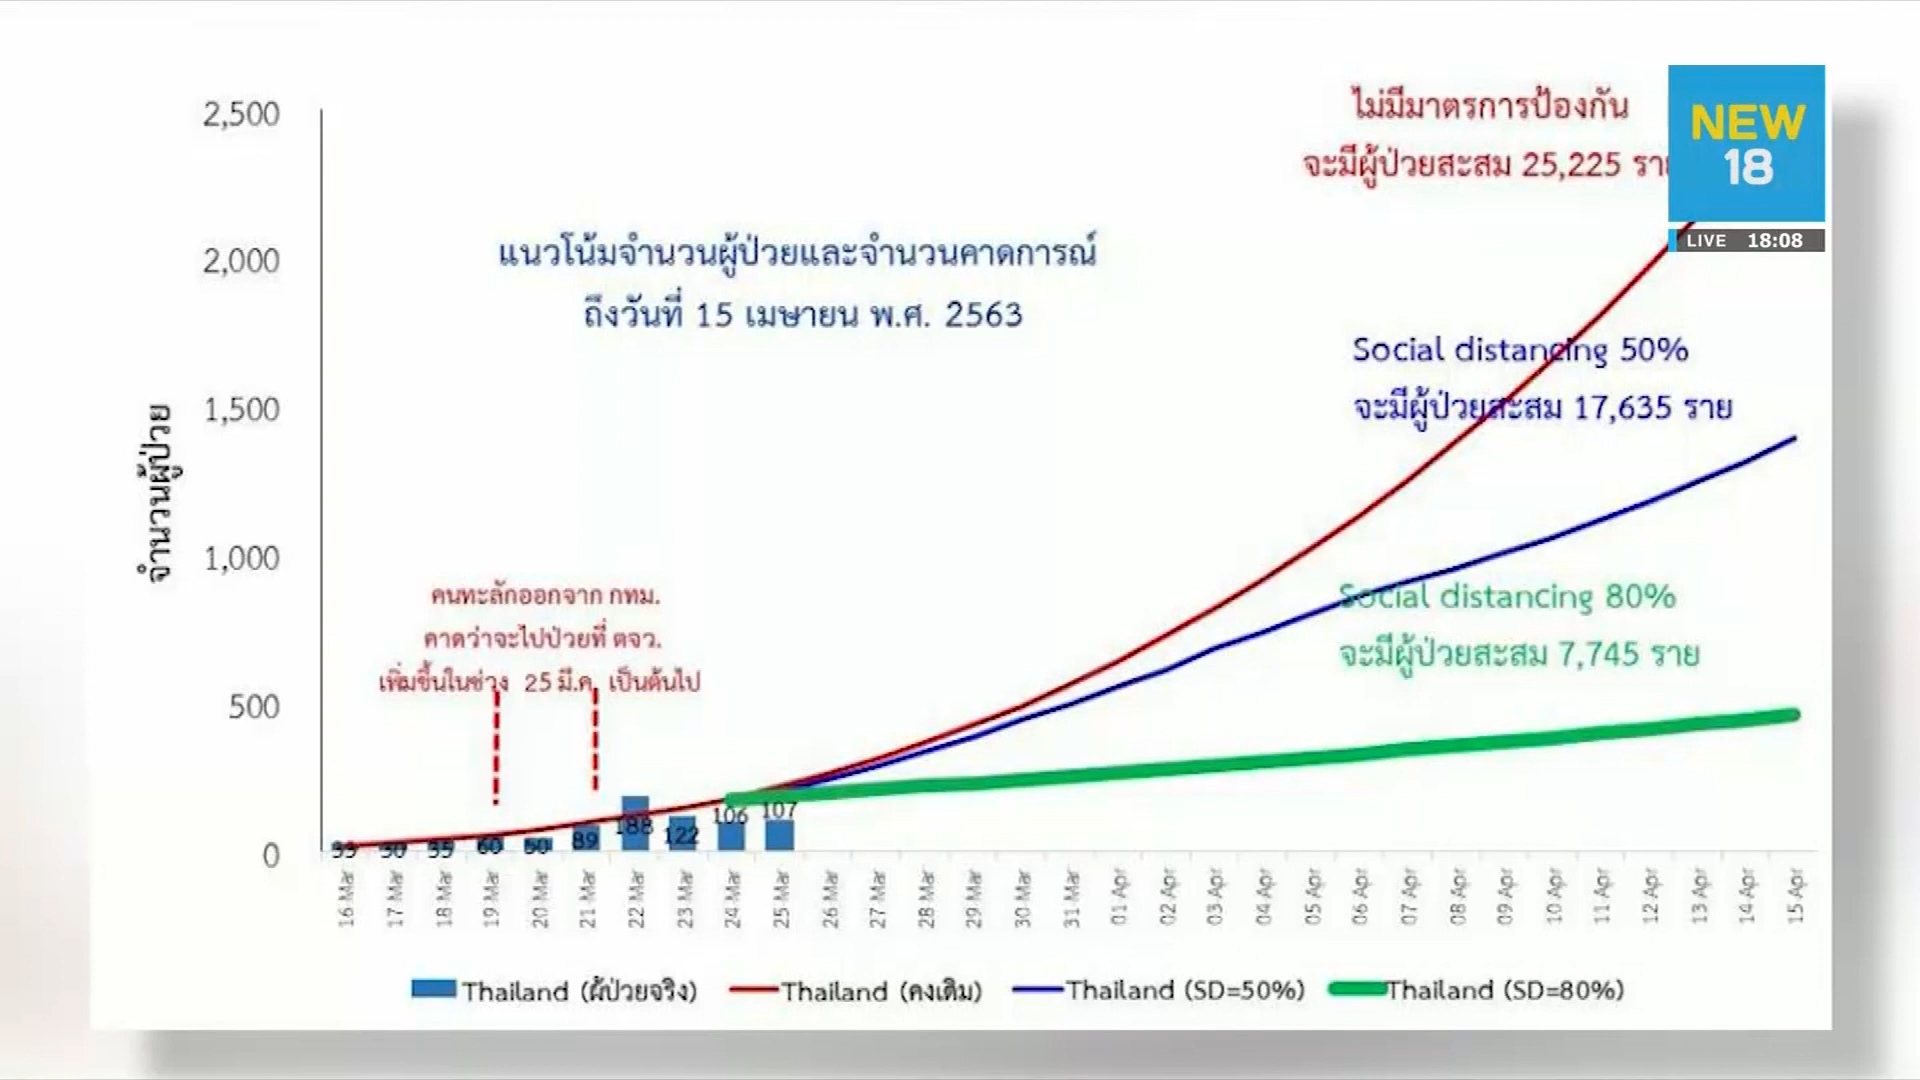 NEW
18
LIVE 18:08
ไม่มีมาตรการป้องกัน
จะมีผู้ป่วยสะสม 25,225
แนวโน้มจำนวนผู้ป่วยและจำนวนคาดการณ์
ถึงวันที่ 15 เมษายน พ.ศ. 2563
Social distancing 50%
จะมีผู้ป่วยสะสม 17,635 ราย
Social distancing 80%
จะมีผู้ป่วยสะสม 7,745 ราย
คนทะลักออกจาก กทม.
คาดว่าจะไปป่วยที่ ตจว.
เพิ่มขึ้นในช่วง 25 มี.ค. เป็นต้นไป
จำนวนผู้ป่วย
2,500
2,000
1,500
1,000
500
0
60 89 188 122 106 107
16 Mar
17 Mar
18 Mar
19 Mar
20 Mar
21 Mar
22 Mar
23 Mar
24 Mar
25 Mar
26 Mar
27 Mar
28 Mar
29 Mar
30 Mar
31 Mar
01 Apr
02 Apr
03 Apr
04 Apr
05 Apr
06 Apr
07 Apr
08 Apr
09 Apr
10 Apr
11 Apr
12 Apr
13 Apr
14 Apr
15 Apr
Thailand (ผู้ป่วยจริง) Thailand (คงเดิม) Thailand (SD=50%) Thailand (SD=80%)